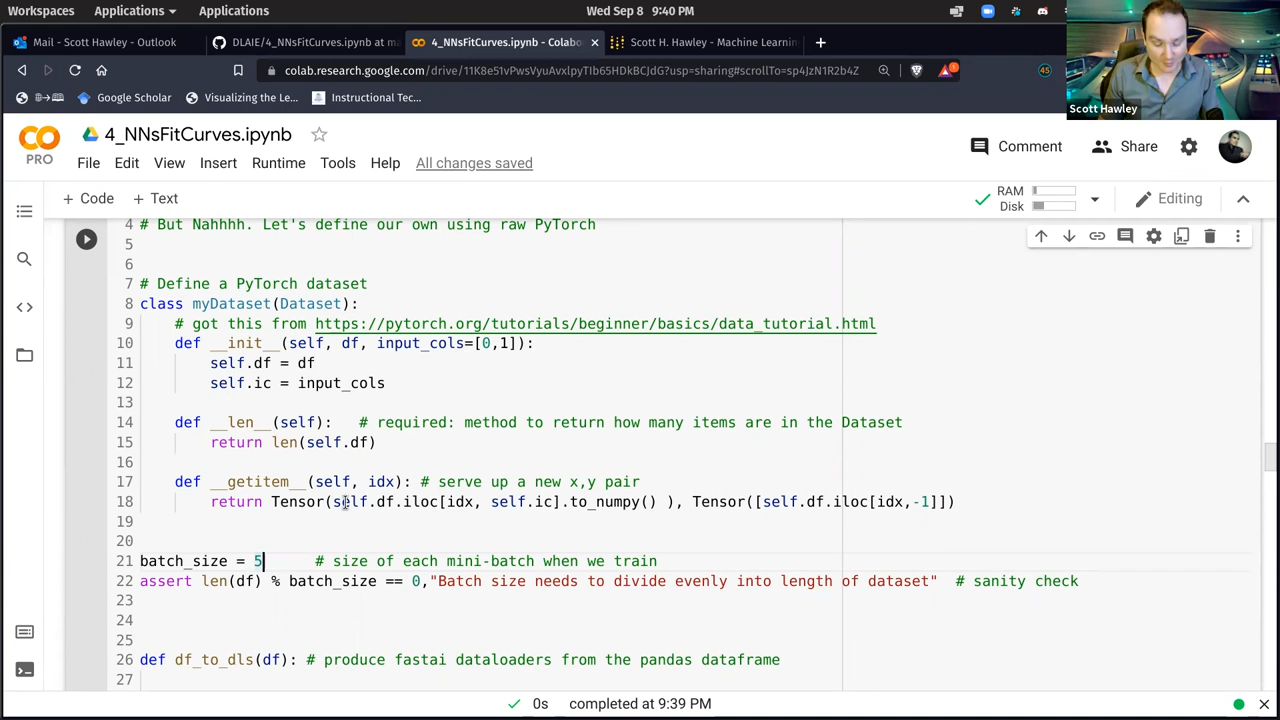 Workspaces Applications Applications Wed Sep 8 9:40 PM
Mail - Scott Hawley - Outlook DLAIE/4_NNsFitCurves.ipynb at ma 4_NNsFitCurves.ipynb - Colabo Scott H. Hawley - Machine Learnin
colab.research.google.com/drive/11K8e51vPwsVyuAvxlpyTIb65HDkBCJdG?usp=sharing#scrollTo=sp4JzN1R2b4Z 45
Google Scholar Visualizing the Le... Instructional Tec...
Scott Hawley
CO PRO 4_NNsFitCurves.ipynb
Comment Share
File Edit View Insert Runtime Tools Help All changes saved
+ Code + Text RAM Disk Editing
4 # But Nahhhh. Let's define our own using raw PyTorch
5
6
7 # Define a PyTorch dataset
8 class myDataset(Dataset):
9 # got this from https://pytorch.org/tutorials/beginner/basics/data_tutorial.html
10 def __init__(self, df, input_cols=[0,1]):
11 self.df = df
12 self.ic = input_cols
13
14 def __len__(self): # required: method to return how many items are in the Dataset
15 return len(self.df)
16
17 def __getitem__(self, idx): # serve up a new x,y pair
18 return Tensor(self.df.iloc[idx, self.ic].to_numpy() ), Tensor([self.df.iloc[idx,-1]])
19
20
21 batch_size = 5 # size of each mini-batch when we train
22 assert len(df) % batch_size == 0,"Batch size needs to divide evenly into length of dataset" # sanity check
23
24
25
26 def df_to_dls(df): # produce fastai dataloaders from the pandas dataframe
27
0s completed at 9:39 PM